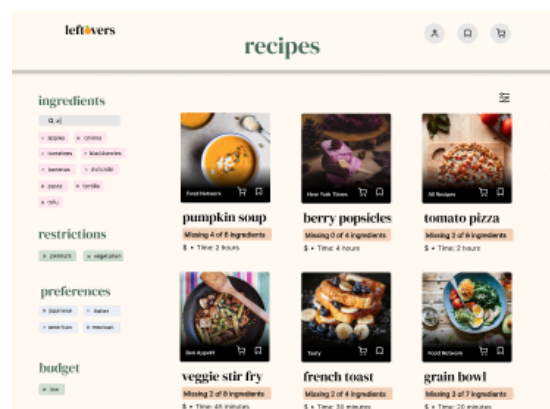 leftovers
recipes
ingredients
apples
onions
tomatoes
blackberries
bananas
avocado
pasta
tortilla
tofu
restrictions
peanuts
vegetarian
preferences
japanese
italian
american
mexican
budget
low
Food Network
pumpkin soup
Missing 4 of 6 ingredients
$ • Time: 2 hours
New York Times
berry popsicles
Missing 0 of 4 ingredients
$ • Time: 4 hours
All Recipes
tomato pizza
Missing 3 of 8 ingredients
$ • Time: 2 hours
Bon Appetit
veggie stir fry
Missing 2 of 8 ingredients
$ • Time: 45 minutes
Tasty
french toast
Missing 2 of 4 ingredients
$ • Time: 30 minutes
Food Network
grain bowl
Missing 3 of 7 ingredients
$ • Time: 20 minutes